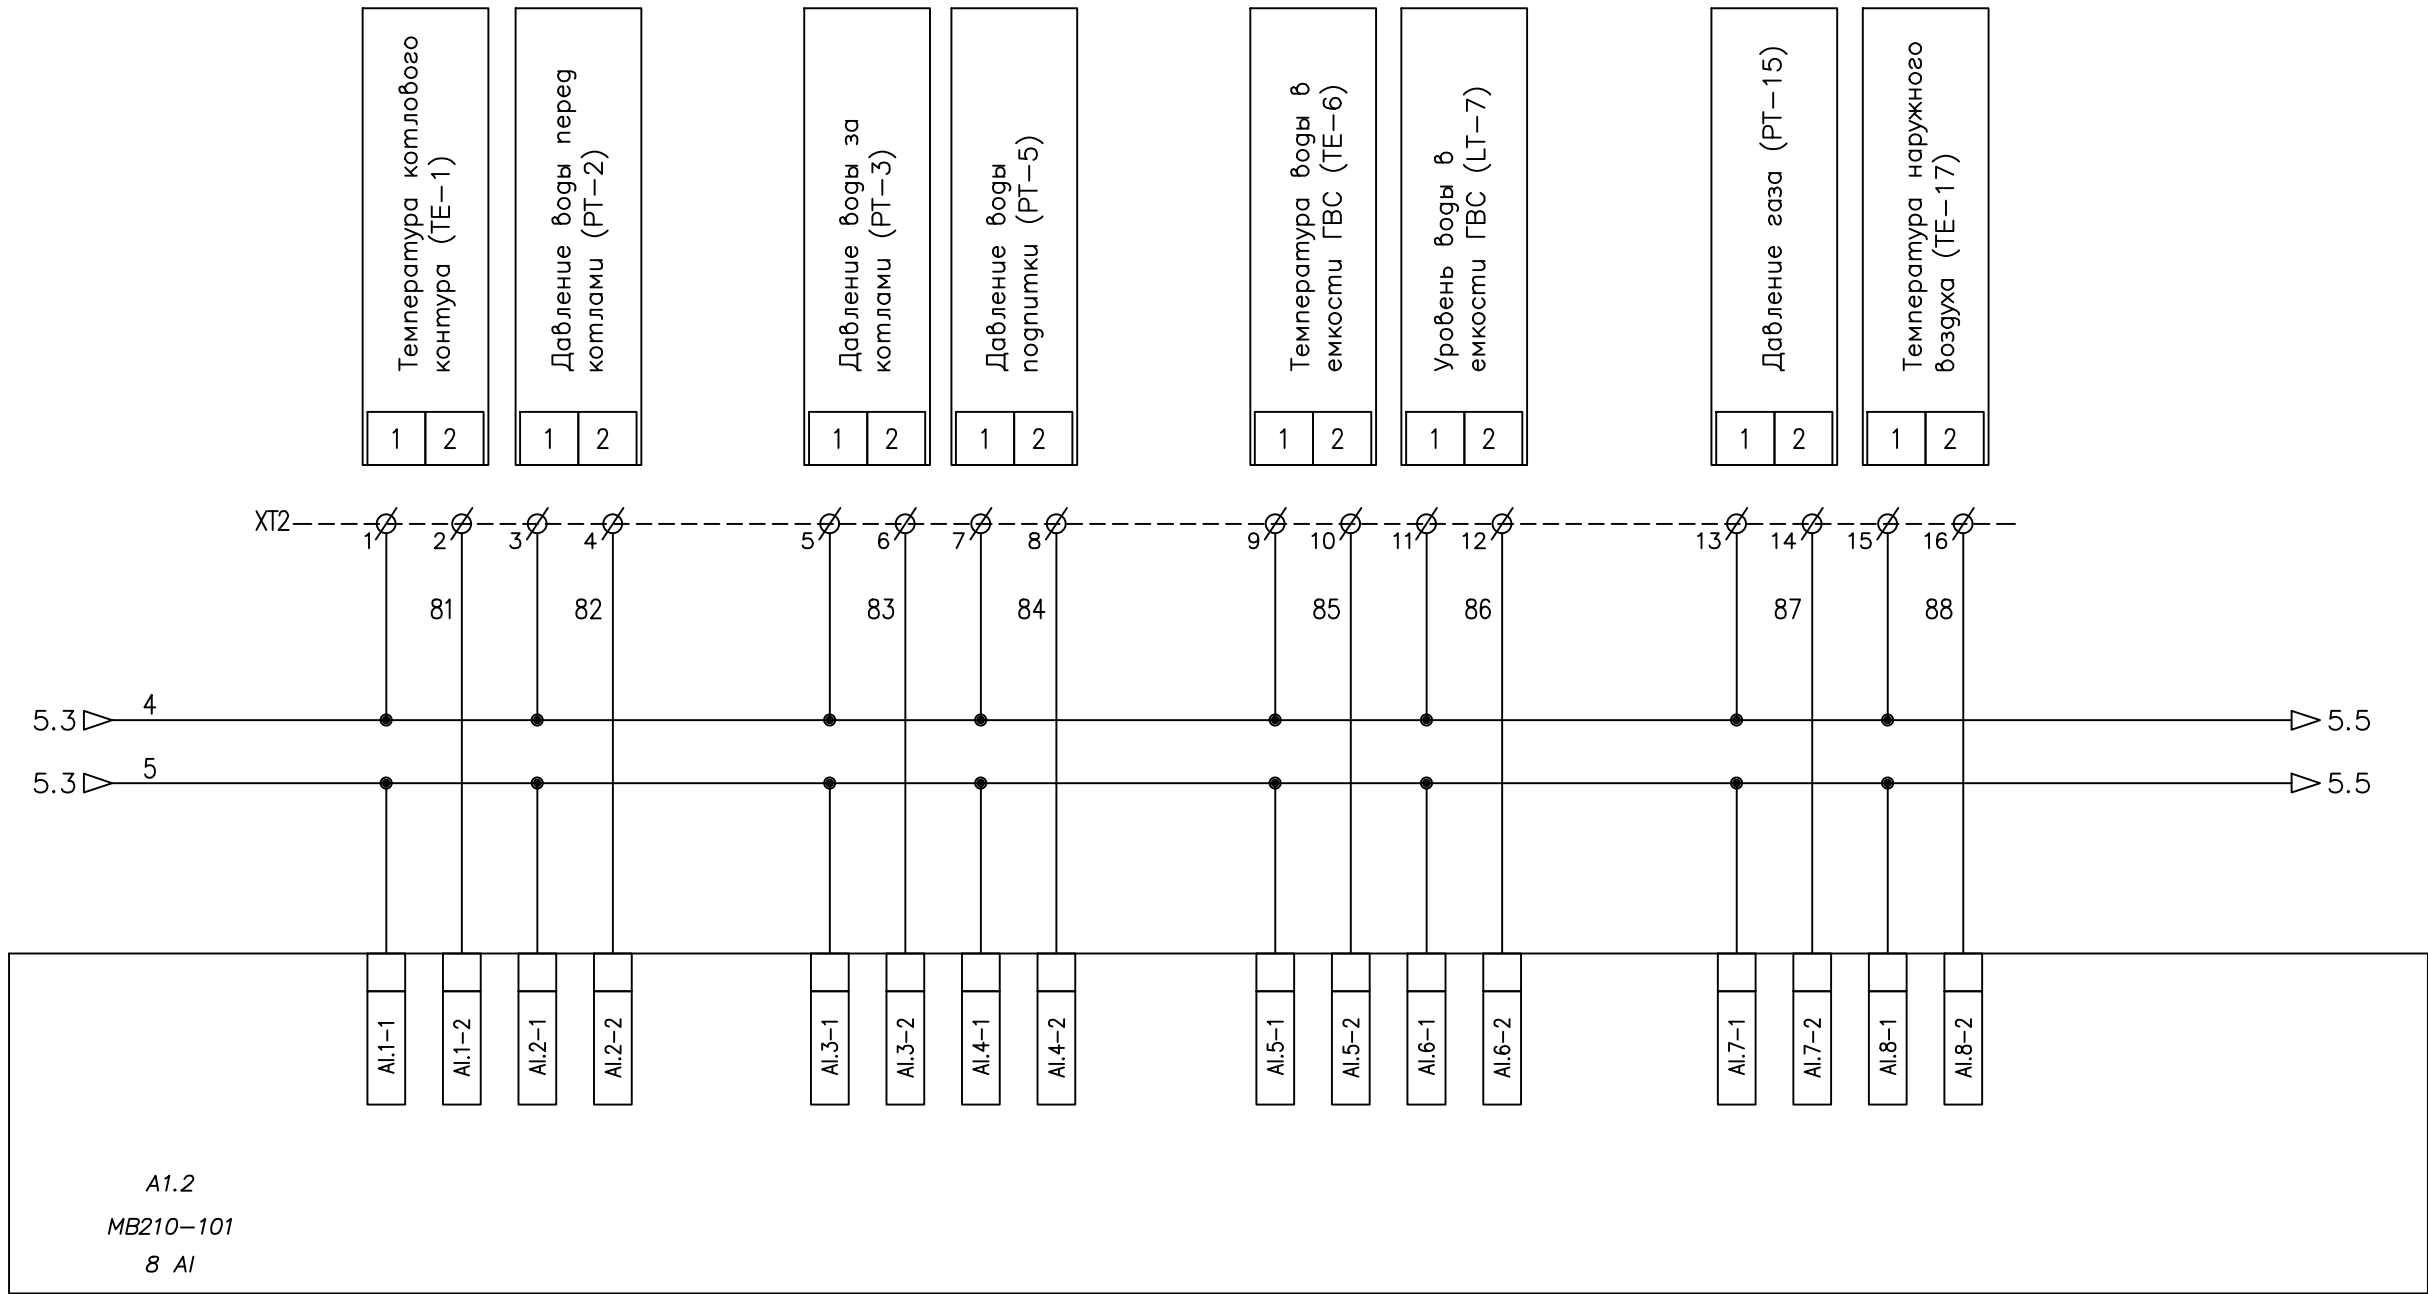 Температура котлового
контура (TE-1)
1 2
Давление воды перед
котлами (PT-2)
1 2
Давление воды за
котлами (PT-3)
1 2
Давление воды
подпитки (PT-5)
1 2
Температура воды в
емкости ГВС (TE-6)
1 2
Уровень воды в
емкости ГВС (LT-7)
1 2
Давление газа (PT-15)
1 2
Температура наружного
воздуха (TE-17)
1 2
XT2 1 2 3 4 5 6 7 8 9 10 11 12 13 14 15 16
81 82 83 84 85 86 87 88
5.3 4 5.5
5.3 5 5.5
AI.1-1 AI.1-2 AI.2-1 AI.2-2 AI.3-1 AI.3-2 AI.4-1 AI.4-2 AI.5-1 AI.5-2 AI.6-1 AI.6-2 AI.7-1 AI.7-2 AI.8-1 AI.8-2
A1.2
MB210-101
8 AI